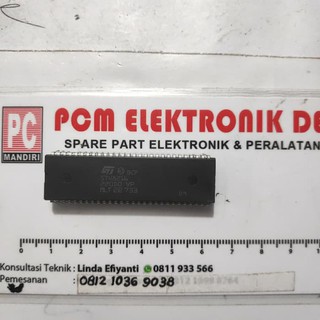 PC
MANDIRI
PCM ELEKTRONIK DE
SPARE PART ELEKTRONIK & PERALATA
Konsultasi Teknik : Linda Efiyanti 0811 933 566
Pemesanan : 0812 1036 9038